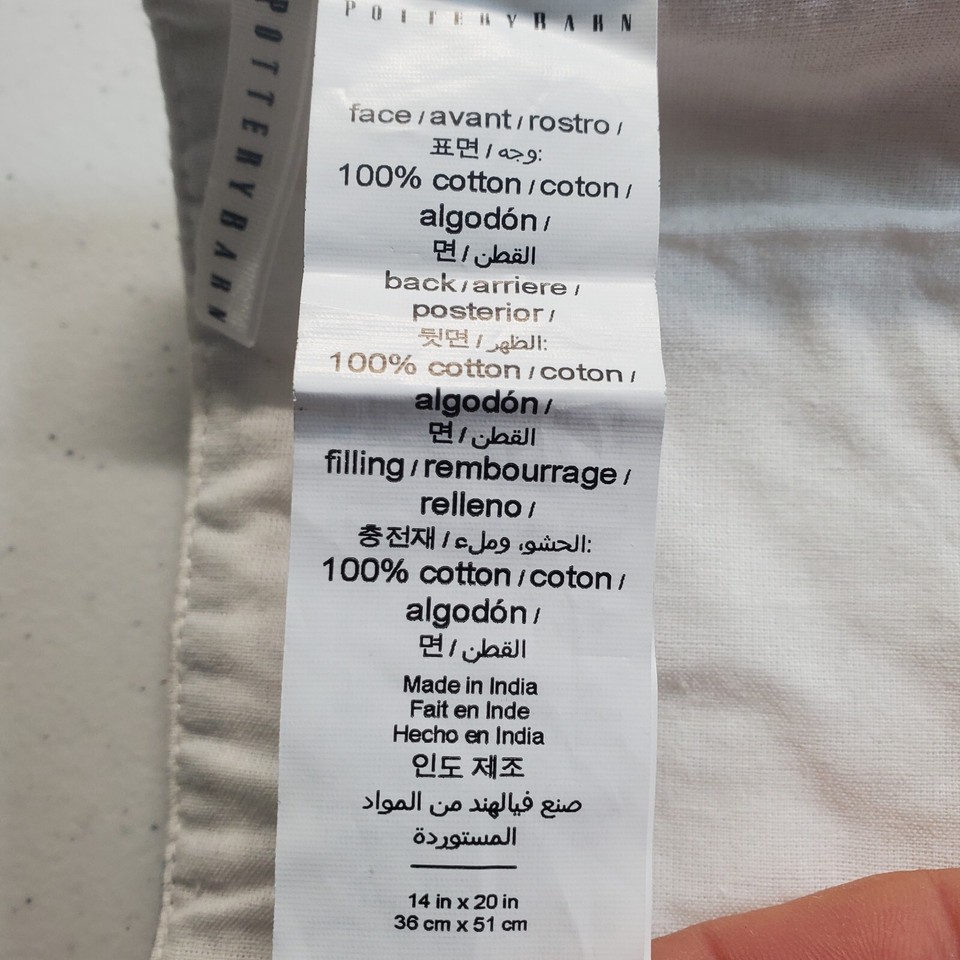 POTTERYBARN
POTTERYBARN
face / avant / rostro /
표면 / وجه:
100% cotton / coton /
algodón /
면 / القطن
back / arriere /
posterior /
뒷면 / الظهر:
100% cotton / coton /
algodón /
면 / القطن
filling / rembourrage /
relleno /
충전재 / الحشو، وملء:
100% cotton / coton /
algodón /
면 / القطن
Made in India
Fait en Inde
Hecho en India
인도 제조
صنع فيالهند من المواد
المستوردة
14 in x 20 in
36 cm x 51 cm